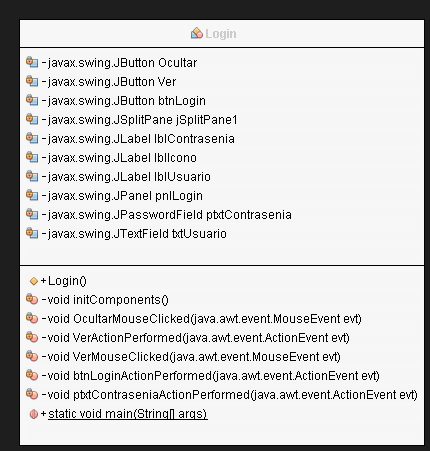 Login
-javax.swing.JButton Ocultar
-javax.swing.JButton Ver
-javax.swing.JButton btnLogin
-javax.swing.JSplitPane jSplitPane1
-javax.swing.JLabel lblContrasenia
-javax.swing.JLabel lblIcono
-javax.swing.JLabel lblUsuario
-javax.swing.JPanel pnlLogin
-javax.swing.JPasswordField ptxtContrasenia
-javax.swing.JTextField txtUsuario
+Login()
-void initComponents()
-void OcultarMouseClicked(java.awt.event.MouseEvent evt)
-void VerActionPerformed(java.awt.event.ActionEvent evt)
-void VerMouseClicked(java.awt.event.MouseEvent evt)
-void btnLoginActionPerformed(java.awt.event.ActionEvent evt)
-void ptxtContraseniaActionPerformed(java.awt.event.ActionEvent evt)
+static void main(String[] args)